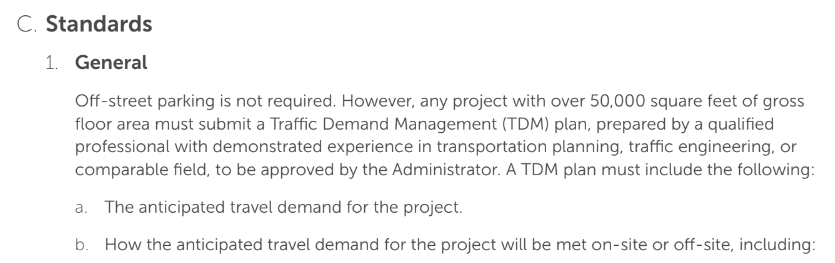 C. Standards
1. General
Off-street parking is not required. However, any project with over 50,000 square feet of gross
floor area must submit a Traffic Demand Management (TDM) plan, prepared by a qualified
professional with demonstrated experience in transportation planning, traffic engineering, or
comparable field, to be approved by the Administrator. A TDM plan must include the following:
a. The anticipated travel demand for the project.
b. How the anticipated travel demand for the project will be met on-site or off-site, including: